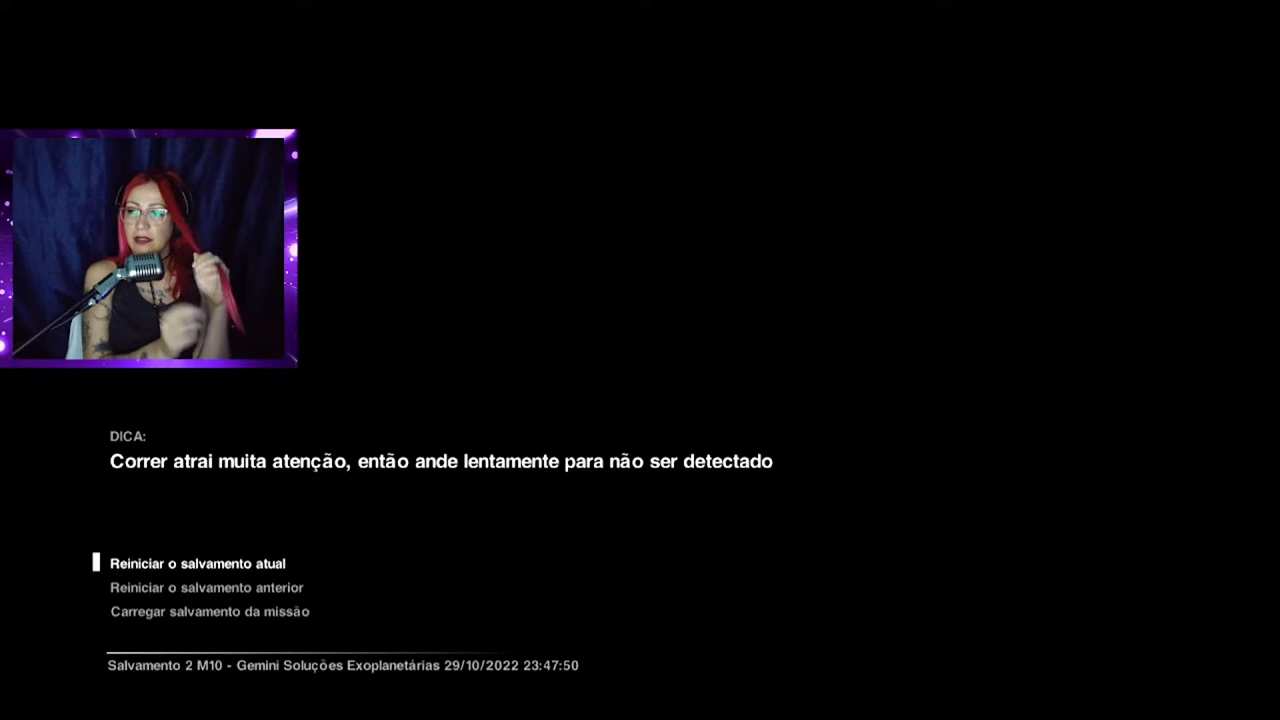 DICA:
Correr atrai muita atenção, então ande lentamente para não ser detectado
Reiniciar o salvamento atual
Reiniciar o salvamento anterior
Carregar salvamento da missão
Salvamento 2 M10 - Gemini Soluções Exoplanetárias 29/10/2022 23:47:50